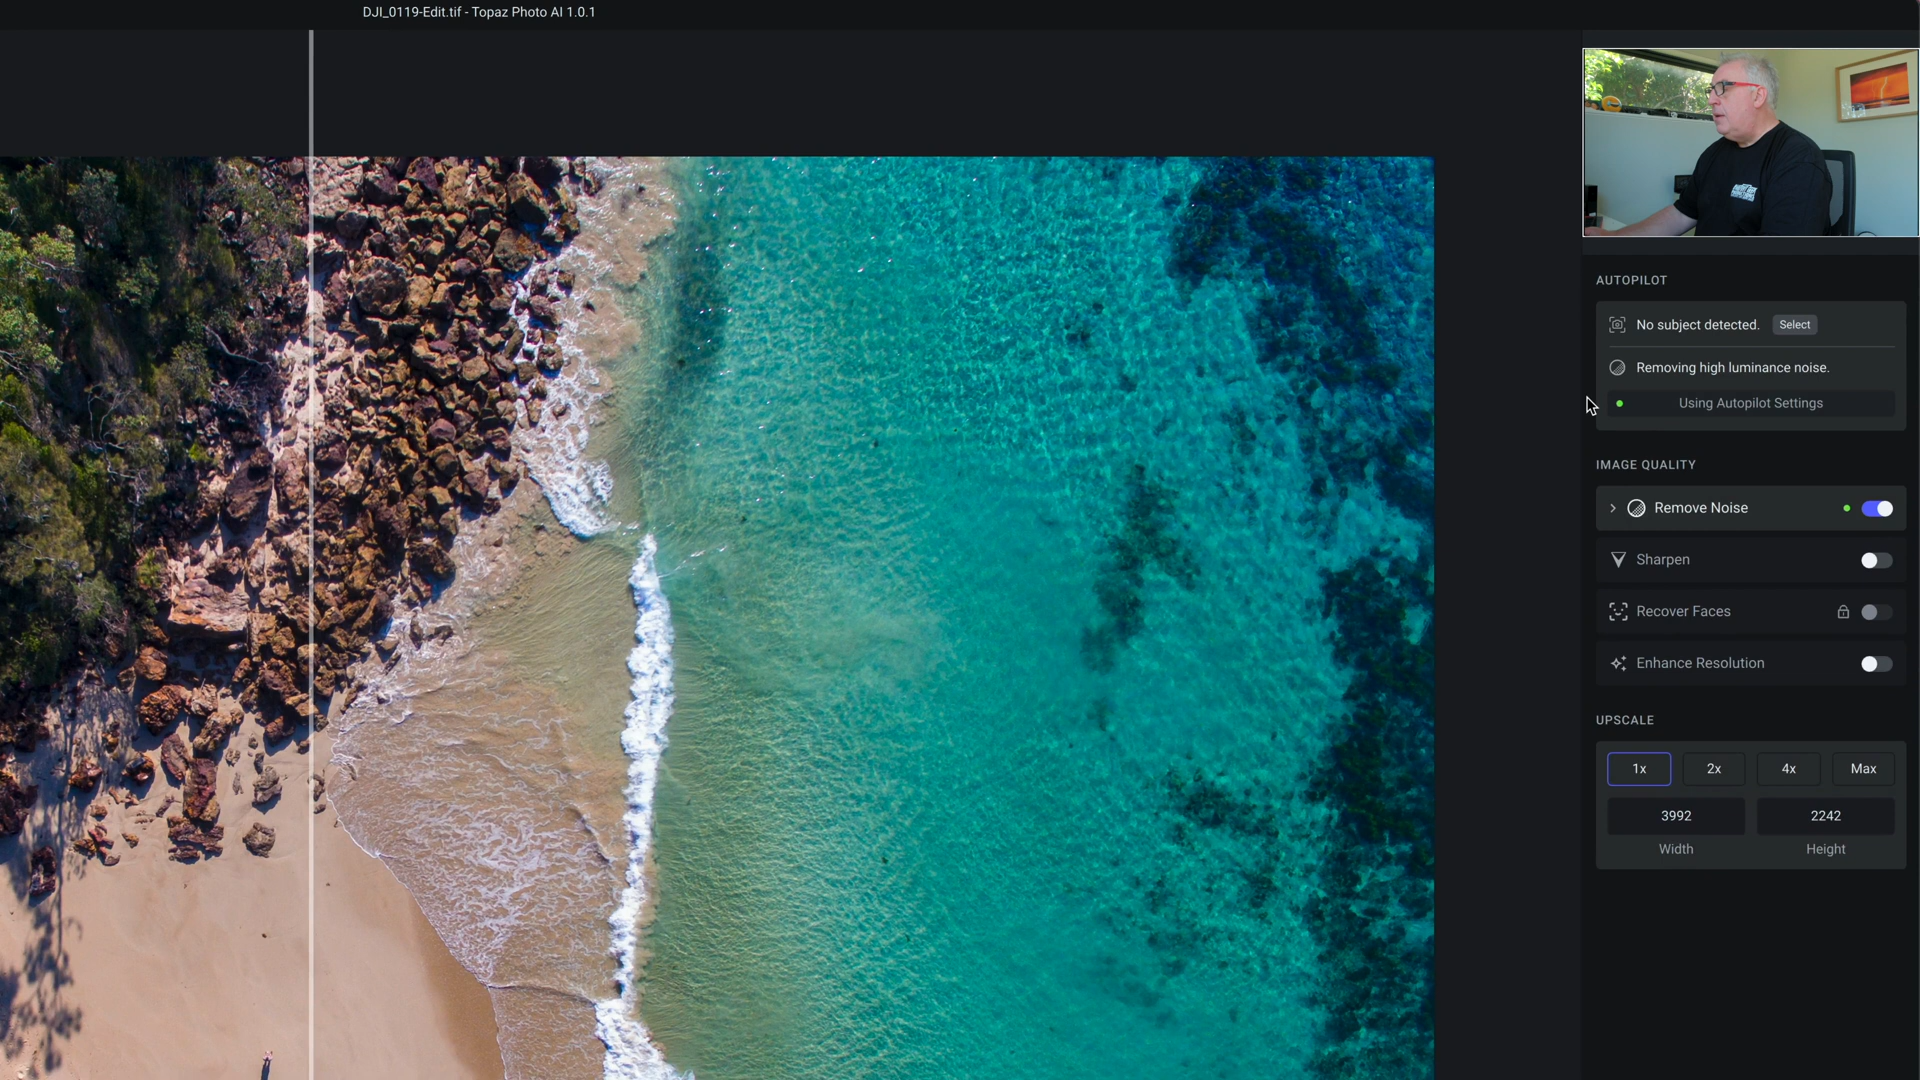 DJI_0119-Edit.tif - Topaz Photo AI 1.0.1
AUTOPILOT
No subject detected. Select
Removing high luminance noise.
Using Autopilot Settings
IMAGE QUALITY
Remove Noise
Sharpen
Recover Faces
Enhance Resolution
UPSCALE
1x 2x 4x Max
3992 2242
Width Height